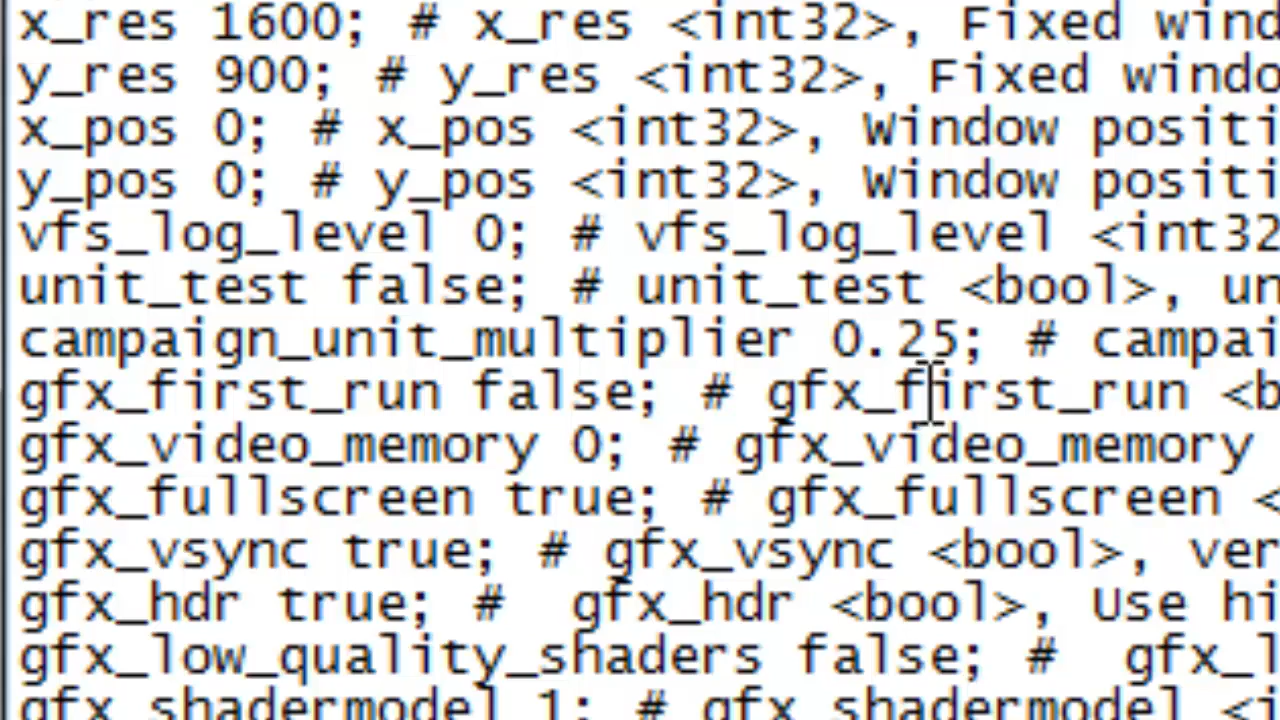 x_res 1600; # x_res <int32>, Fixed wind
y_res 900; # y_res <int32>, Fixed windo
x_pos 0; # x_pos <int32>, Window positi
y_pos 0; # y_pos <int32>, Window positi
vfs_log_level 0; # vfs_log_level <int32
unit_test false; # unit_test <bool>, un
campaign_unit_multiplier 0.25; # campai
gfx_first_run false; # gfx_first_run <b
gfx_video_memory 0; # gfx_video_memory
gfx_fullscreen true; # gfx_fullscreen <
gfx_vsync true; # gfx_vsync <bool>, ver
gfx_hdr true; #  gfx_hdr <bool>, Use hi
gfx_low_quality_shaders false; #  gfx_l
gfx_shadermodel 1; # gfx_shadermodel <i